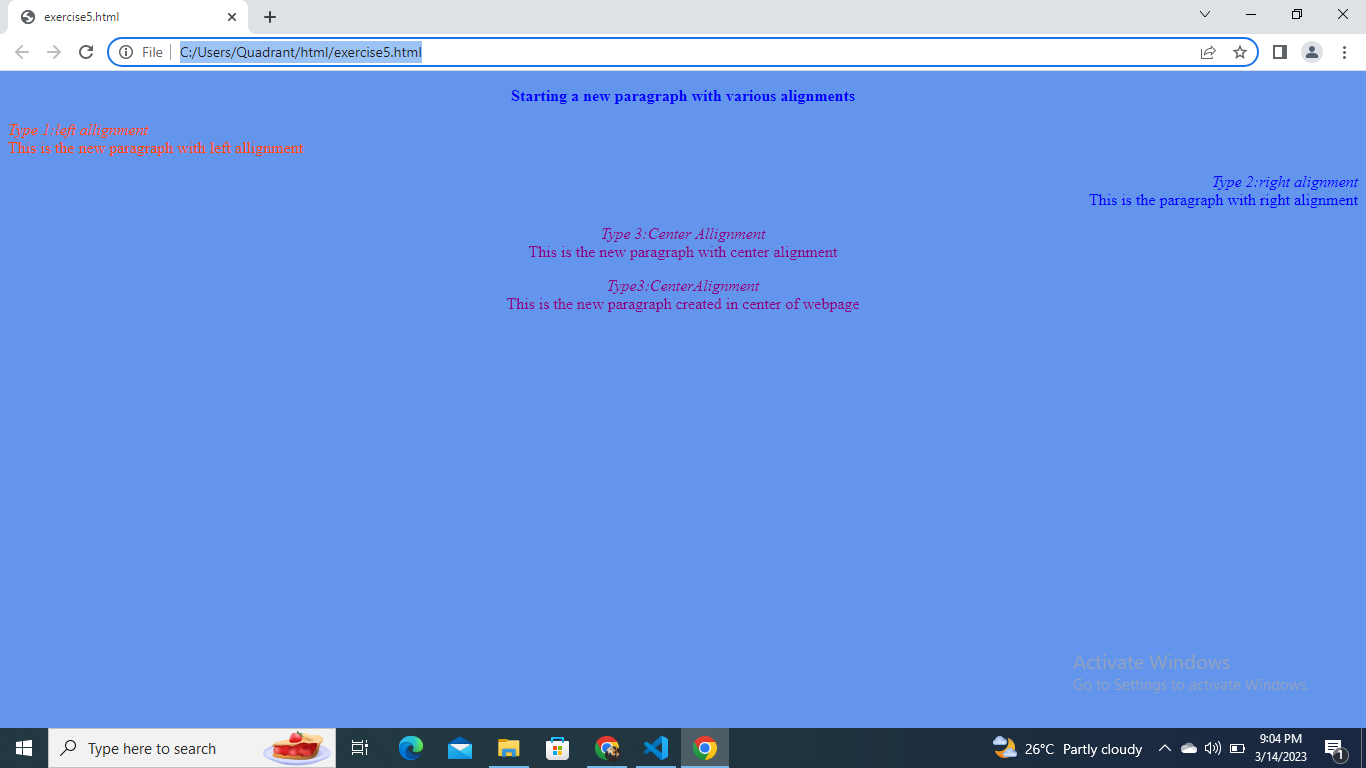 exercise5.html
File
C:/Users/Quadrant/html/exercise5.html
Starting a new paragraph with various alignments
Type 1:left allignment
This is the new paragraph with left allignment
Type 2:right alignment
This is the paragraph with right alignment
Type 3:Center Allignment
This is the new paragraph with center alignment
Type3:CenterAlignment
This is the new paragraph created in center of webpage
Activate Windows
Go to Settings to activate Windows.
Type here to search
26°C Partly cloudy
9:04 PM
3/14/2023
1